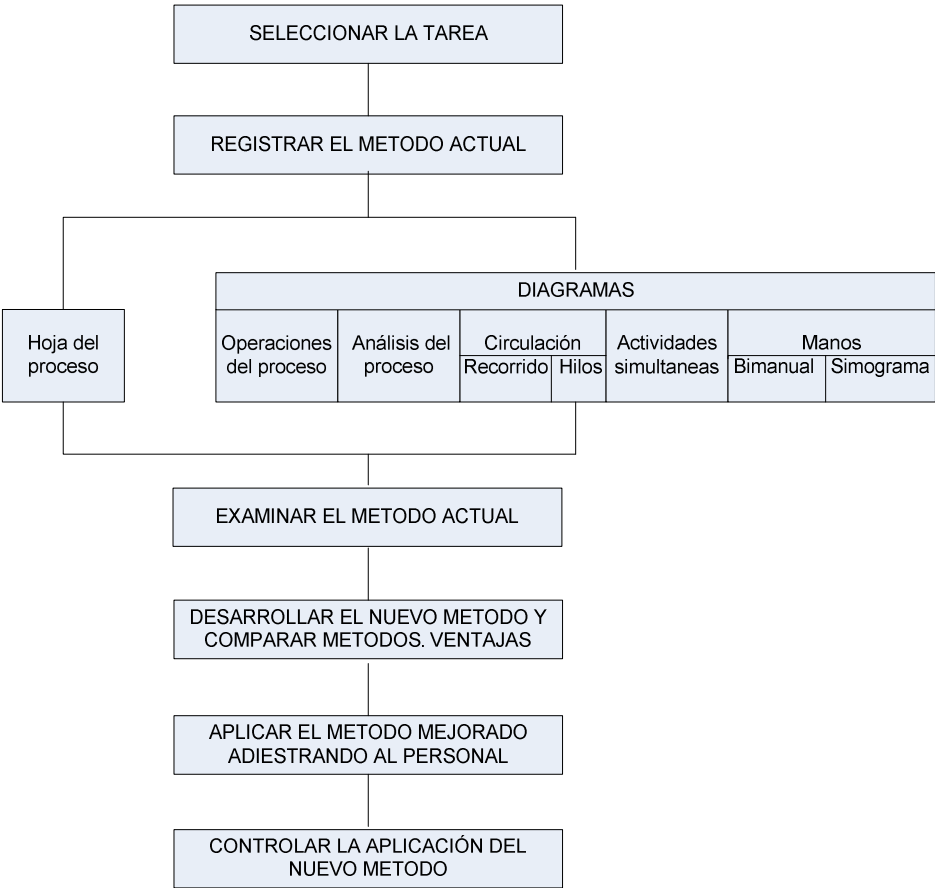 SELECCIONAR LA TAREA
REGISTRAR EL METODO ACTUAL
Hoja del
proceso
DIAGRAMAS
Operaciones
del proceso
Análisis del
proceso
Circulación
Recorrido
Hilos
Actividades
simultaneas
Manos
Bimanual
Simograma
EXAMINAR EL METODO ACTUAL
DESARROLLAR EL NUEVO METODO Y
COMPARAR METODOS. VENTAJAS
APLICAR EL METODO MEJORADO
ADIESTRANDO AL PERSONAL
CONTROLAR LA APLICACIÓN DEL
NUEVO METODO